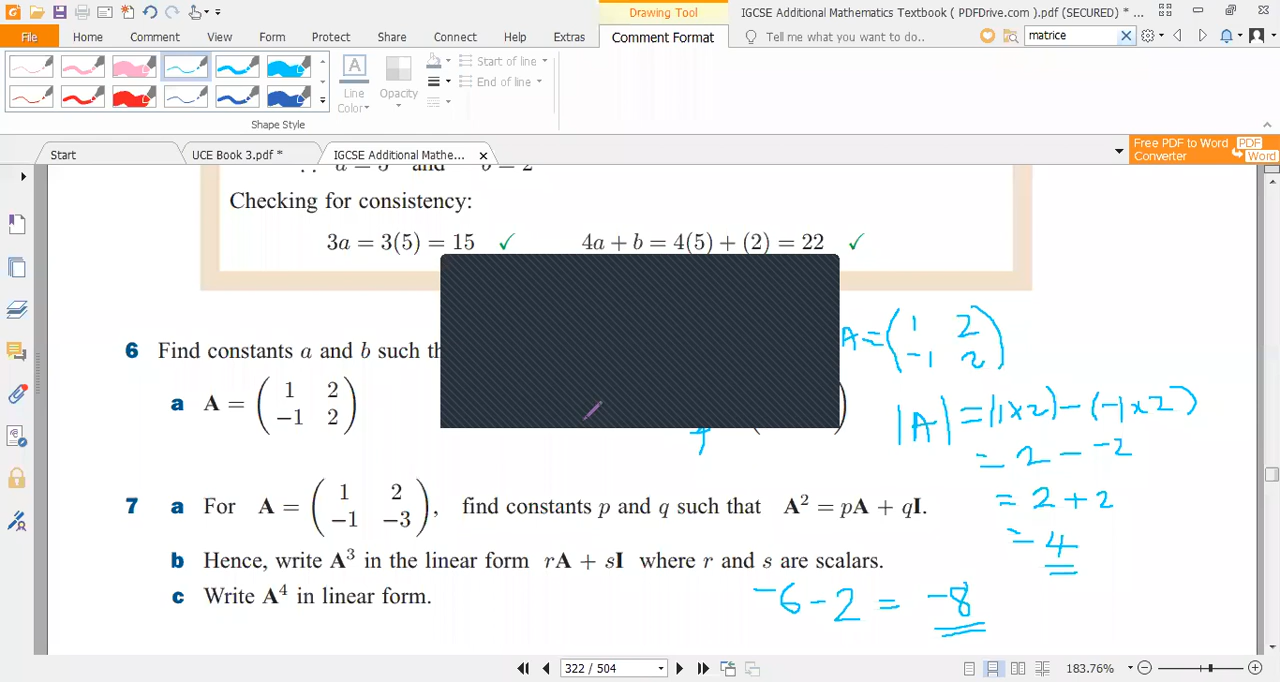 Drawing Tool
IGCSE Additional Mathematics Textbook ( PDFDrive.com ).pdf (SECURED) * ...
File Home Comment View Form Protect Share Connect Help Extras Comment Format Tell me what you want to do.. matrice
Start of line
End of line
Line Color
Opacity
Shape Style
Start UCE Book 3.pdf * IGCSE Additional Mathe...
Free PDF to Word Converter
PDF
Word
∴ a = 5 and b = 2
Checking for consistency:
3a = 3(5) = 15 ✓ 4a + b = 4(5) + (2) = 22 ✓
6 Find constants a and b such
a A = ( 1 2
−1 2 )
A = ( 1 2
-1 2 )
|A| = (1×2) - (-1×2)
= 2 - -2
= 2 + 2
= 4
7 a For A = ( 1 2
−1 −3 ), find constants p and q such that A² = pA + qI.
b Hence, write A³ in the linear form rA + sI where r and s are scalars.
c Write A⁴ in linear form.
-6 - 2 = -8
322 / 504
183.76%